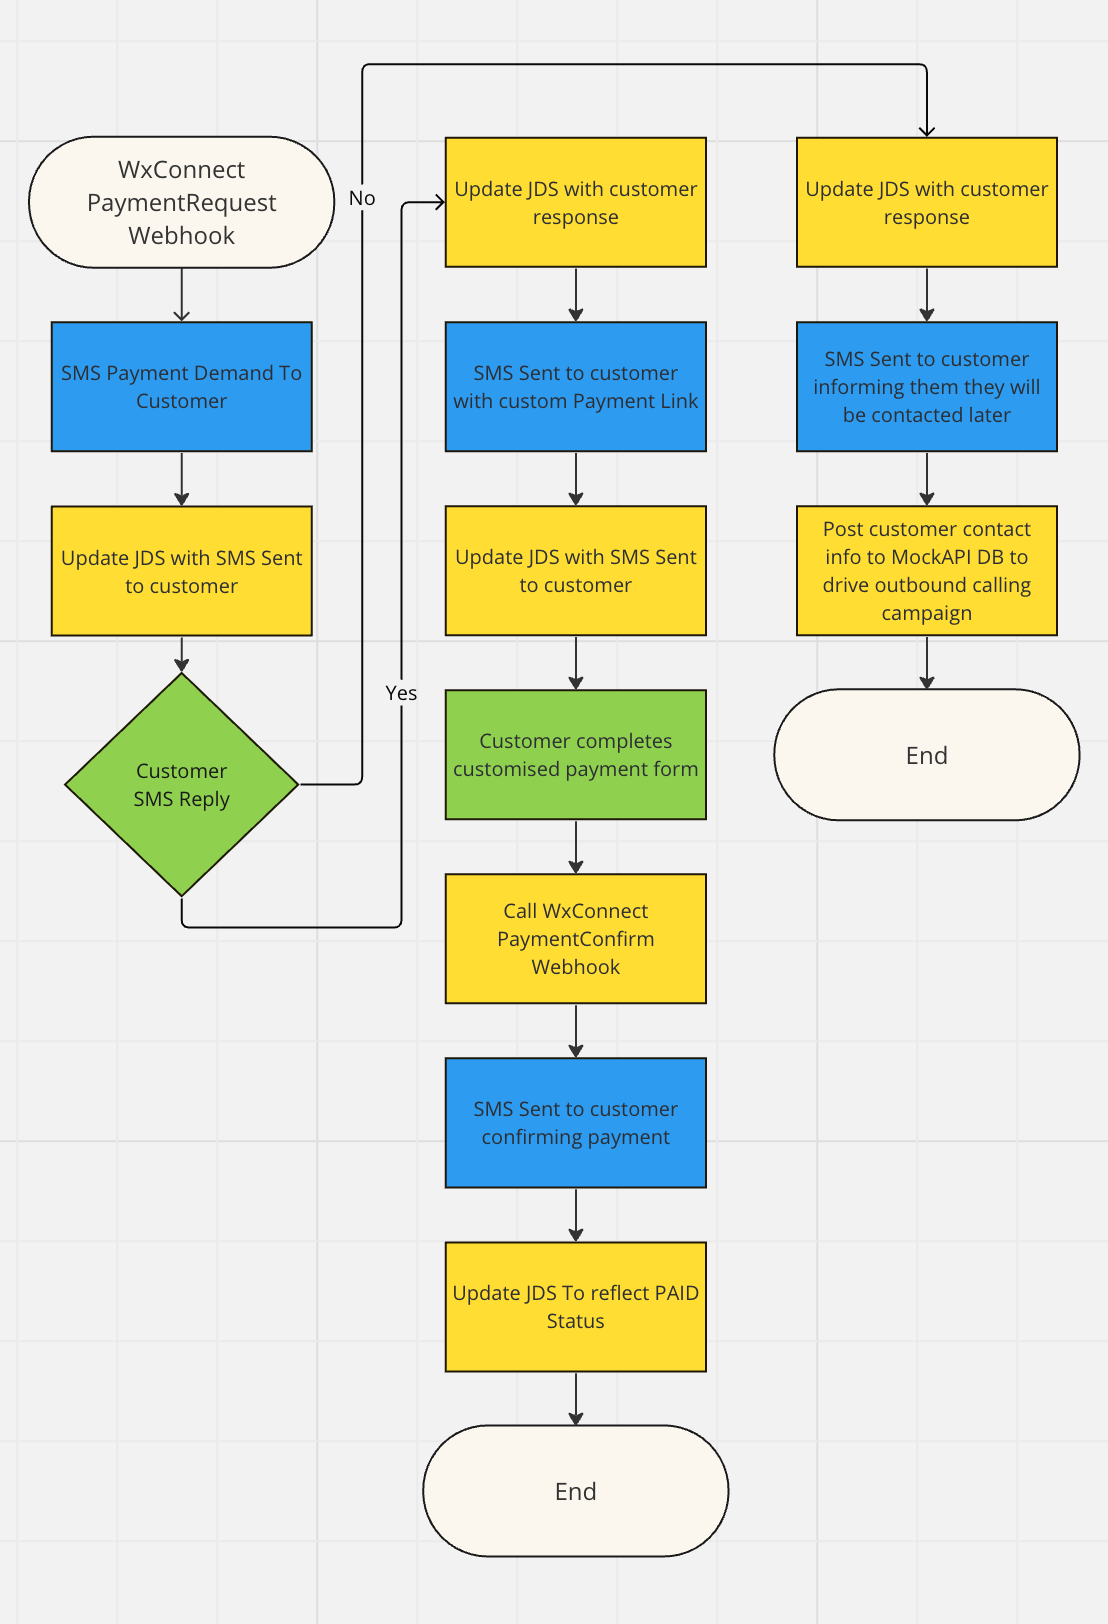 WxConnect
PaymentRequest
Webhook
SMS Payment Demand To
Customer
Update JDS with SMS Sent
to customer
Customer
SMS Reply
No
Yes
Update JDS with customer
response
SMS Sent to customer
with custom Payment Link
Update JDS with SMS Sent
to customer
Customer completes
customised payment form
Call WxConnect
PaymentConfirm
Webhook
SMS Sent to customer
confirming payment
Update JDS To reflect PAID
Status
End
Update JDS with customer
response
SMS Sent to customer
informing them they will
be contacted later
Post customer contact
info to MockAPI DB to
drive outbound calling
campaign
End